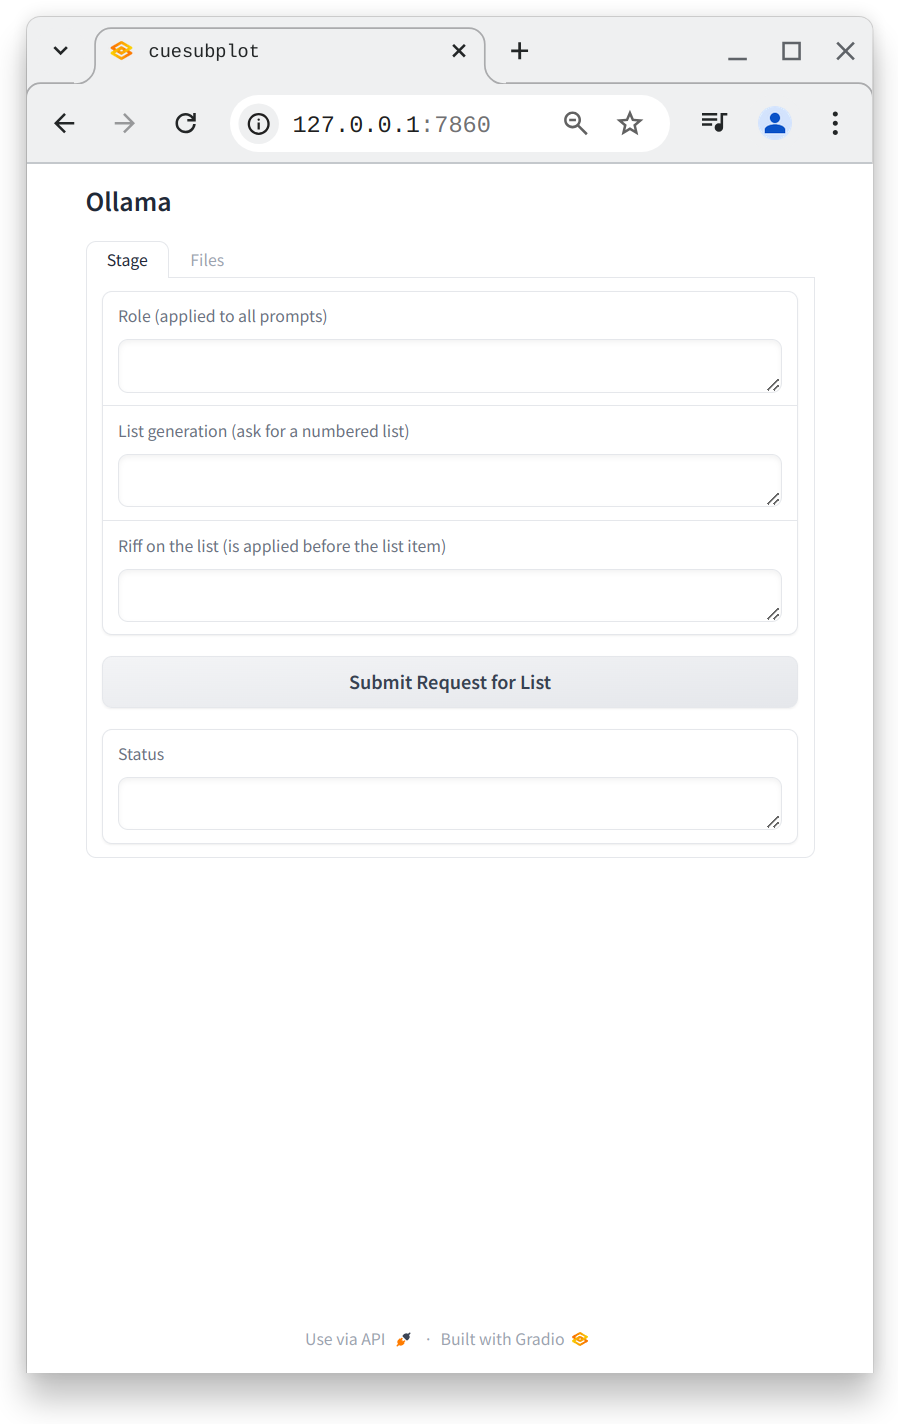 cuesubplot
127.0.0.1:7860
Ollama
Stage Files
Role (applied to all prompts)
List generation (ask for a numbered list)
Riff on the list (is applied before the list item)
Submit Request for List
Status
Use via API · Built with Gradio